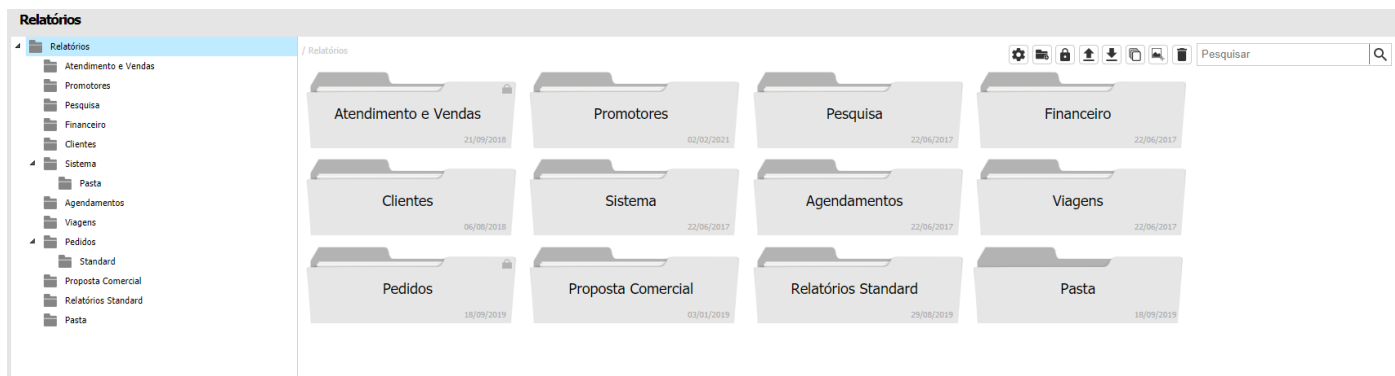 Relatórios
Relatórios
Atendimento e Vendas
Promotores
Pesquisa
Financeiro
Clientes
Sistema
Pasta
Agendamentos
Viagens
Pedidos
Standard
Proposta Comercial
Relatórios Standard
Pasta
/ Relatórios
Pesquisar
Atendimento e Vendas
21/09/2018
Promotores
02/02/2021
Pesquisa
22/06/2017
Financeiro
22/06/2017
Clientes
06/08/2018
Sistema
22/06/2017
Agendamentos
22/06/2017
Viagens
22/06/2017
Pedidos
18/09/2019
Proposta Comercial
03/01/2019
Relatórios Standard
29/08/2019
Pasta
18/09/2019